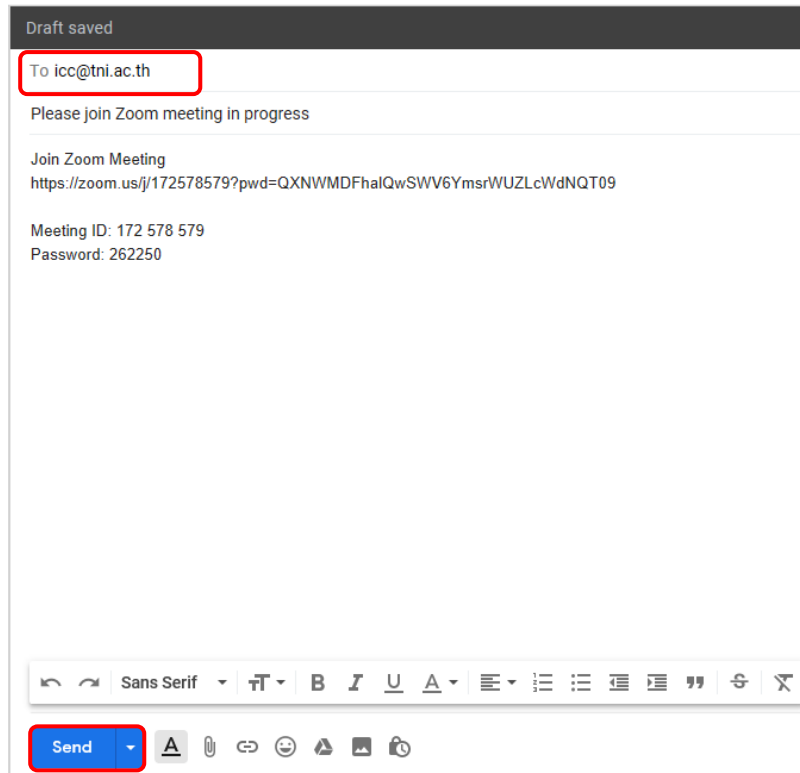 Draft saved
To icc@tni.ac.th
Please join Zoom meeting in progress
Join Zoom Meeting
https://zoom.us/j/172578579?pwd=QXNWMDFhalQwSWV6YmsrWUZLcWdNQT09
Meeting ID: 172 578 579
Password: 262250
Sans Serif
Send